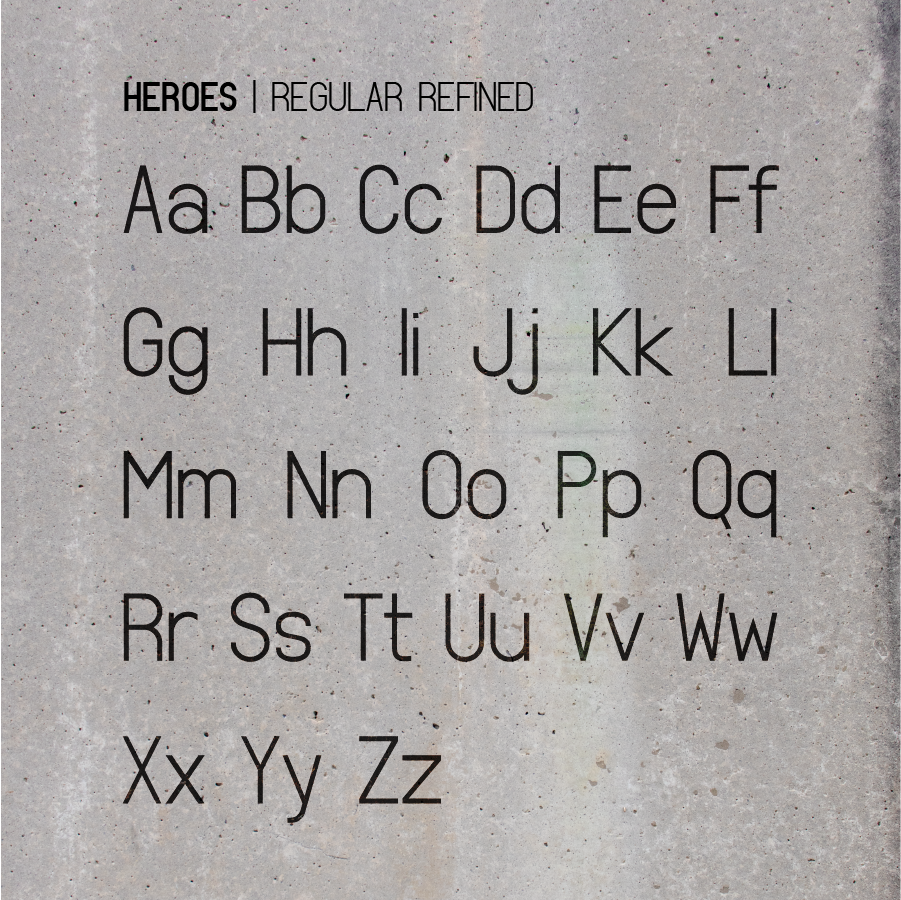 HEROES | REGULAR REFINED
Aa Bb Cc Dd Ee Ff
Gg Hh Ii Jj Kk Ll
Mm Nn Oo Pp Qq
Rr Ss Tt Uu Vv Ww
Xx Yy Zz